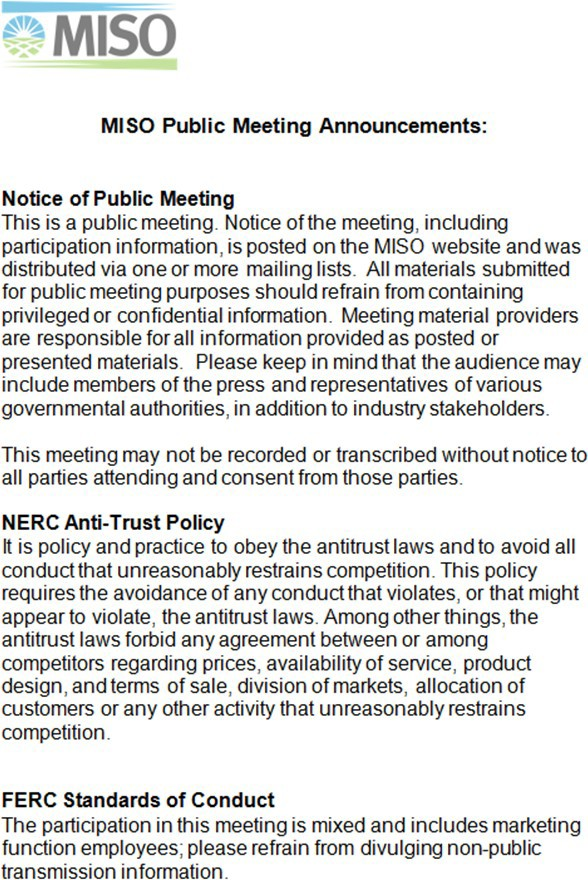 MISO
MISO Public Meeting Announcements:
Notice of Public Meeting
This is a public meeting. Notice of the meeting, including
participation information, is posted on the MISO website and was
distributed via one or more mailing lists. All materials submitted
for public meeting purposes should refrain from containing
privileged or confidential information. Meeting material providers
are responsible for all information provided as posted or
presented materials. Please keep in mind that the audience may
include members of the press and representatives of various
governmental authorities, in addition to industry stakeholders.
This meeting may not be recorded or transcribed without notice to
all parties attending and consent from those parties.
NERC Anti-Trust Policy
It is policy and practice to obey the antitrust laws and to avoid all
conduct that unreasonably restrains competition. This policy
requires the avoidance of any conduct that violates, or that might
appear to violate, the antitrust laws. Among other things, the
antitrust laws forbid any agreement between or among
competitors regarding prices, availability of service, product
design, and terms of sale, division of markets, allocation of
customers or any other activity that unreasonably restrains
competition.
FERC Standards of Conduct
The participation in this meeting is mixed and includes marketing
function employees; please refrain from divulging non-public
transmission information.